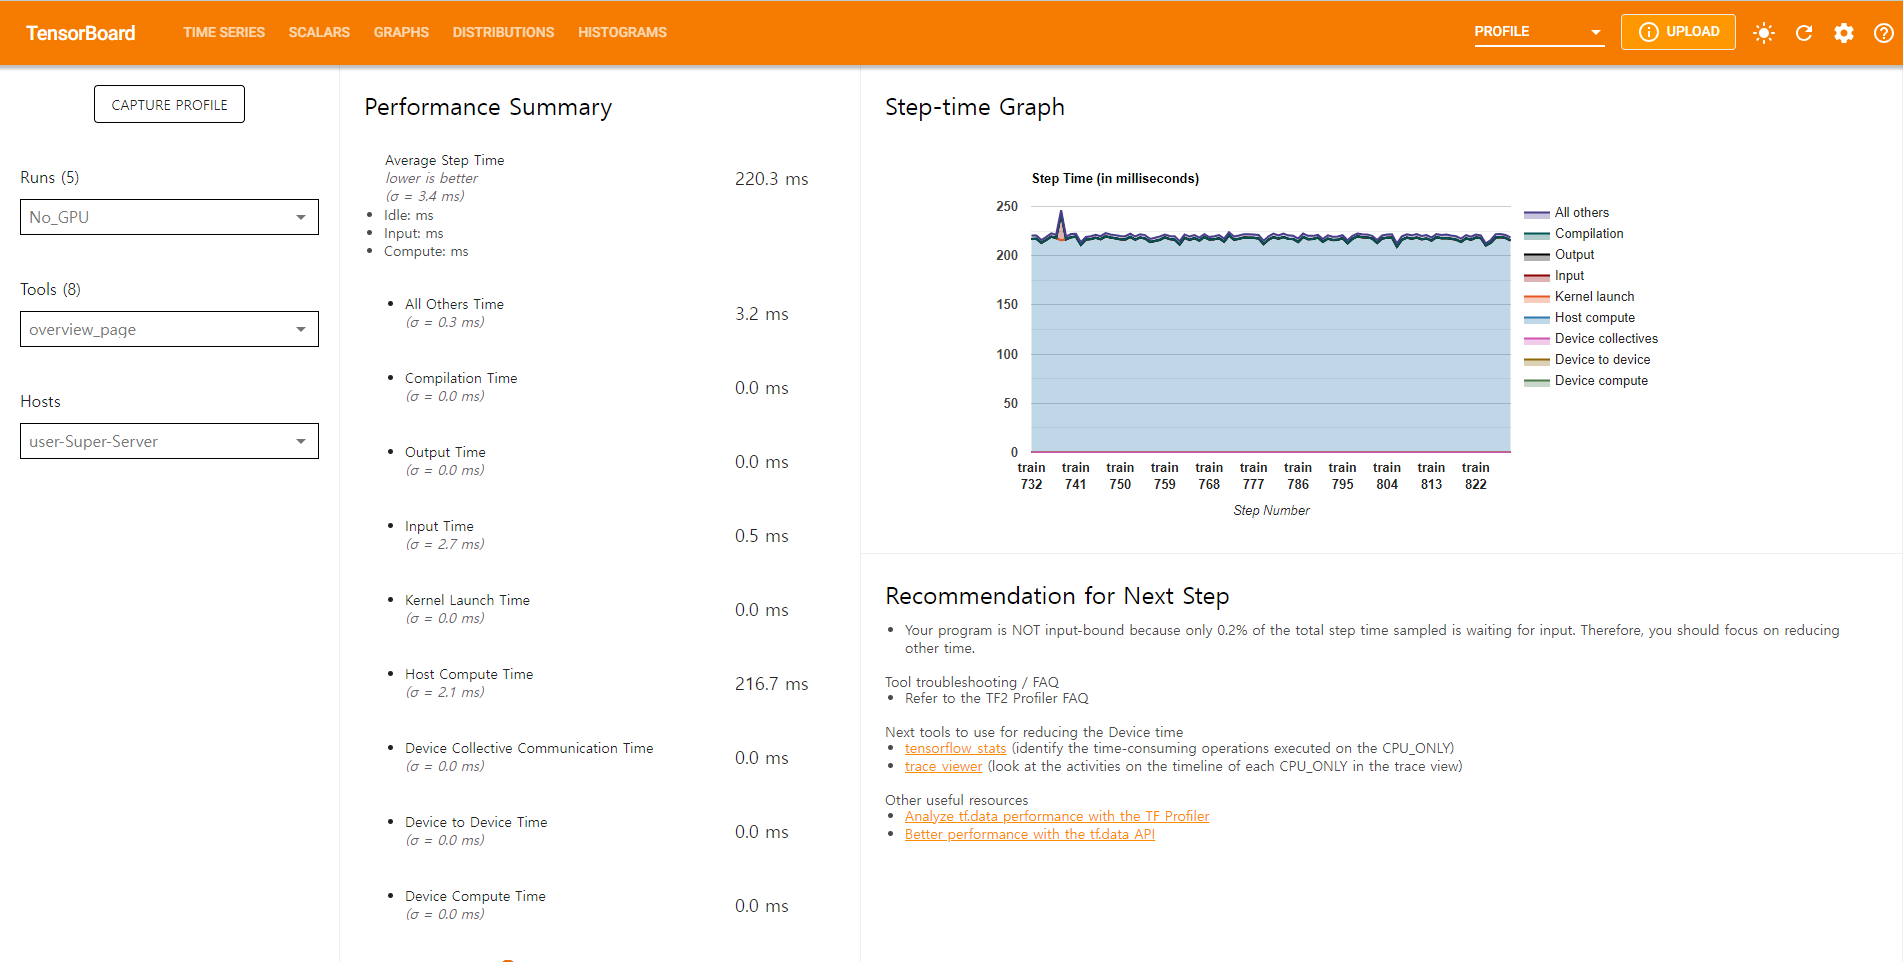 TensorBoard
TIME SERIES
SCALARS
GRAPHS
DISTRIBUTIONS
HISTOGRAMS
PROFILE
UPLOAD
CAPTURE PROFILE
Runs (5)
No_GPU
Tools (8)
overview_page
Hosts
user-Super-Server
Performance Summary
Average Step Time
lower is better
(σ = 3.4 ms)
220.3 ms
Idle: ms
Input: ms
Compute: ms
All Others Time
(σ = 0.3 ms)
3.2 ms
Compilation Time
(σ = 0.0 ms)
0.0 ms
Output Time
(σ = 0.0 ms)
0.0 ms
Input Time
(σ = 2.7 ms)
0.5 ms
Kernel Launch Time
(σ = 0.0 ms)
0.0 ms
Host Compute Time
(σ = 2.1 ms)
216.7 ms
Device Collective Communication Time
(σ = 0.0 ms)
0.0 ms
Device to Device Time
(σ = 0.0 ms)
0.0 ms
Device Compute Time
(σ = 0.0 ms)
0.0 ms
Step-time Graph
Step Time (in milliseconds)
250
200
150
100
50
0
train 732
train 741
train 750
train 759
train 768
train 777
train 786
train 795
train 804
train 813
train 822
Step Number
All others
Compilation
Output
Input
Kernel launch
Host compute
Device collectives
Device to device
Device compute
Recommendation for Next Step
Your program is NOT input-bound because only 0.2% of the total step time sampled is waiting for input. Therefore, you should focus on reducing
other time.
Tool troubleshooting / FAQ
Refer to the TF2 Profiler FAQ
Next tools to use for reducing the Device time
tensorflow stats (identify the time-consuming operations executed on the CPU_ONLY)
trace viewer (look at the activities on the timeline of each CPU_ONLY in the trace view)
Other useful resources
Analyze tf.data performance with the TF Profiler
Better performance with the tf.data API